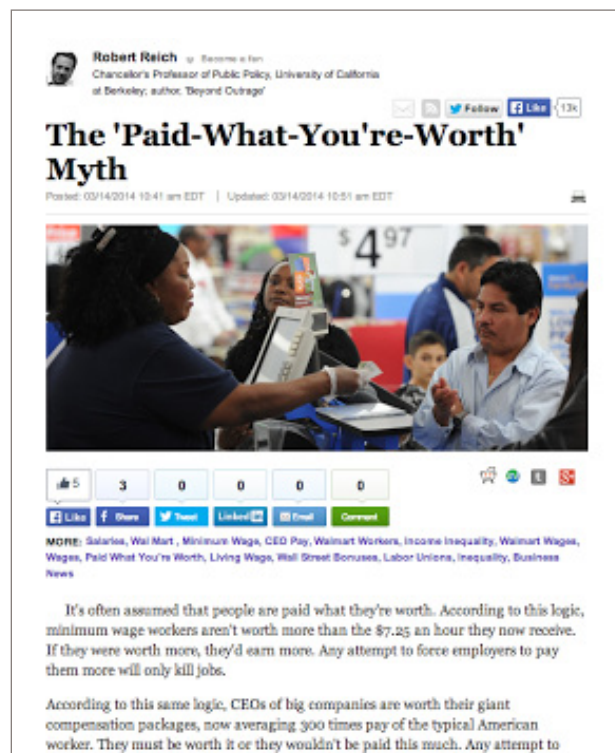 Robert Reich Become a fan
Chancellor's Professor of Public Policy, University of California
at Berkeley; author, 'Beyond Outrage'
Follow Like 13k
The 'Paid-What-You're-Worth'
Myth
Posted: 03/14/2014 10:41 am EDT | Updated: 03/14/2014 10:51 am EDT
$4.97
5 3 0 0 0 0
Like Share Tweet Linked in Email Comment
MORE: Salaries, Wal Mart , Minimum Wage, CEO Pay, Walmart Workers, Income Inequality, Walmart Wages,
Wages, Paid What You're Worth, Living Wage, Wall Street Bonuses, Labor Unions, Inequality, Business
News
It's often assumed that people are paid what they're worth. According to this logic,
minimum wage workers aren't worth more than the $7.25 an hour they now receive.
If they were worth more, they'd earn more. Any attempt to force employers to pay
them more will only kill jobs.
According to this same logic, CEOs of big companies are worth their giant
compensation packages, now averaging 300 times pay of the typical American
worker. They must be worth it or they wouldn't be paid this much. Any attempt to